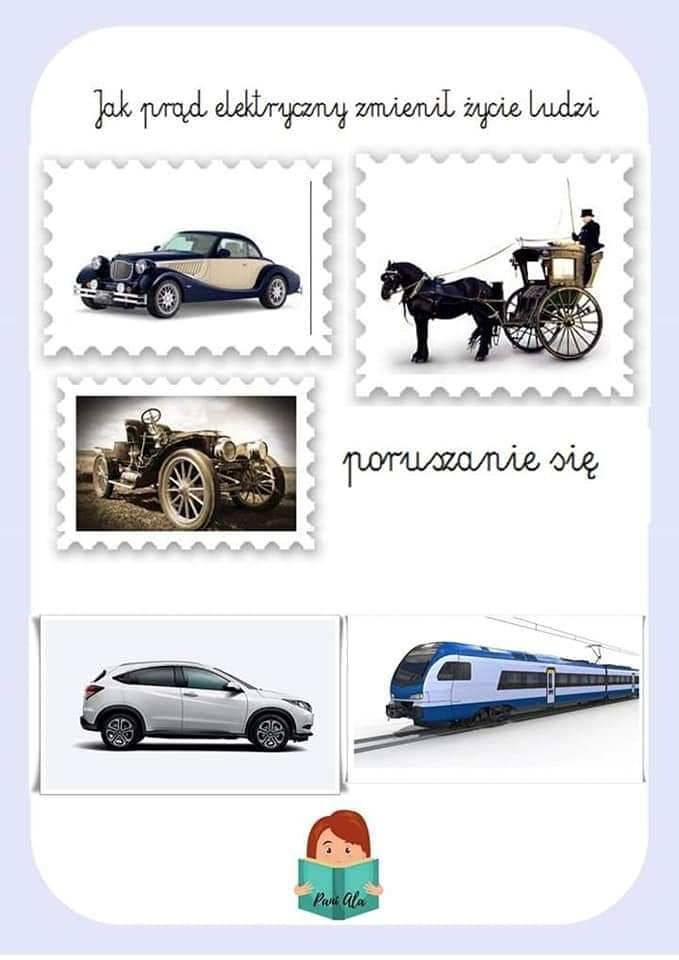 Jak prąd elektryczny zmienił życie ludzi
poruszanie się
Pani Ala